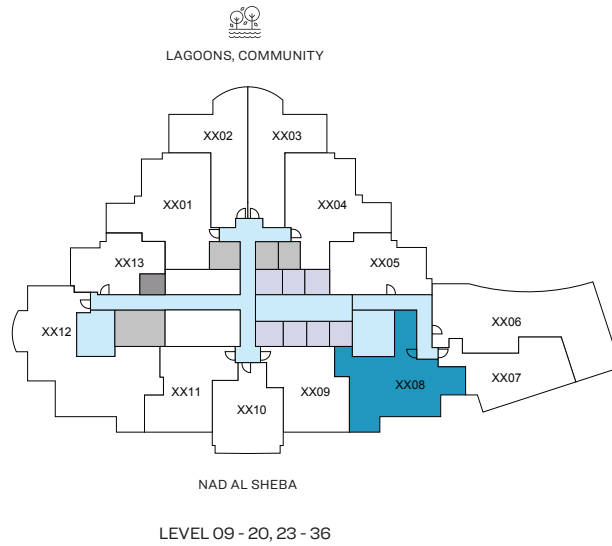 LAGOONS, COMMUNITY
XX02
XX03
XX01
XX04
XX13
XX05
XX12
XX06
XX08
XX07
XX11
XX09
XX10
NAD AL SHEBA
LEVEL 09 - 20, 23 - 36